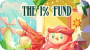 THE 1% FUND